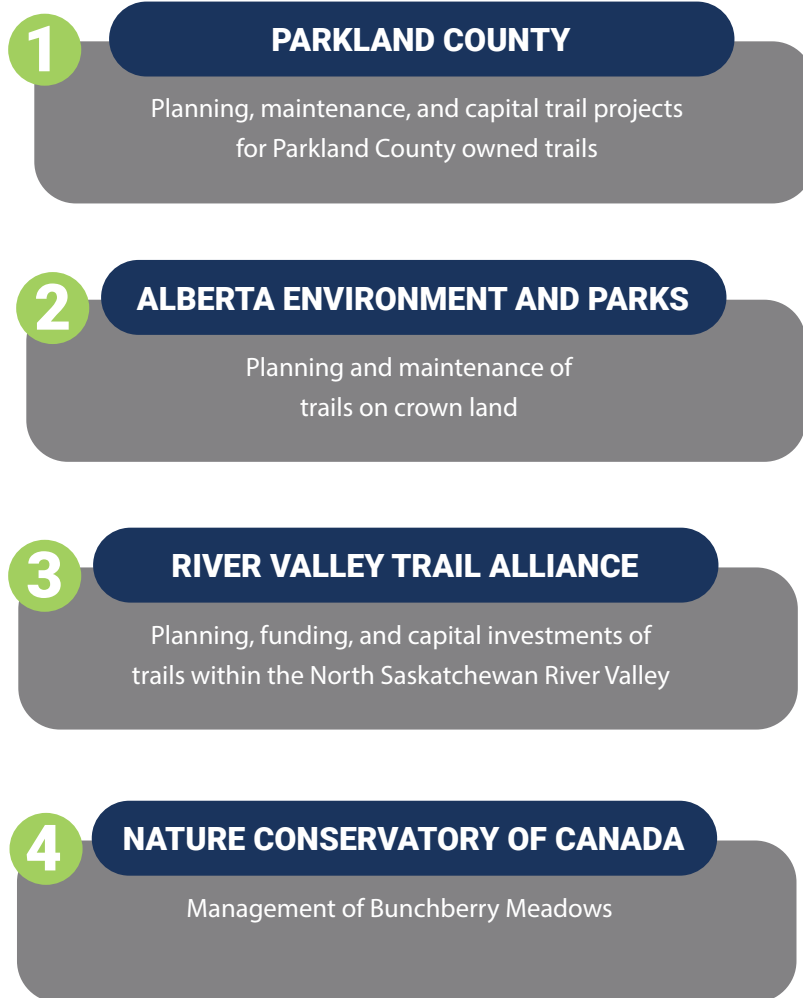 1
PARKLAND COUNTY
Planning, maintenance, and capital trail projects
for Parkland County owned trails
2
ALBERTA ENVIRONMENT AND PARKS
Planning and maintenance of
trails on crown land
3
RIVER VALLEY TRAIL ALLIANCE
Planning, funding, and capital investments of
trails within the North Saskatchewan River Valley
4
NATURE CONSERVATORY OF CANADA
Management of Bunchberry Meadows